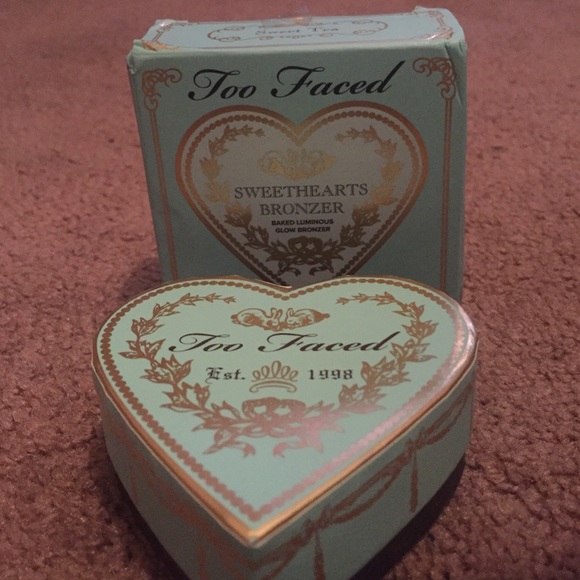 Sweet Tea
Too Faced
SWEETHEARTS
BRONZER
BAKED LUMINOUS
GLOW BRONZER
Too Faced
Est. 1998